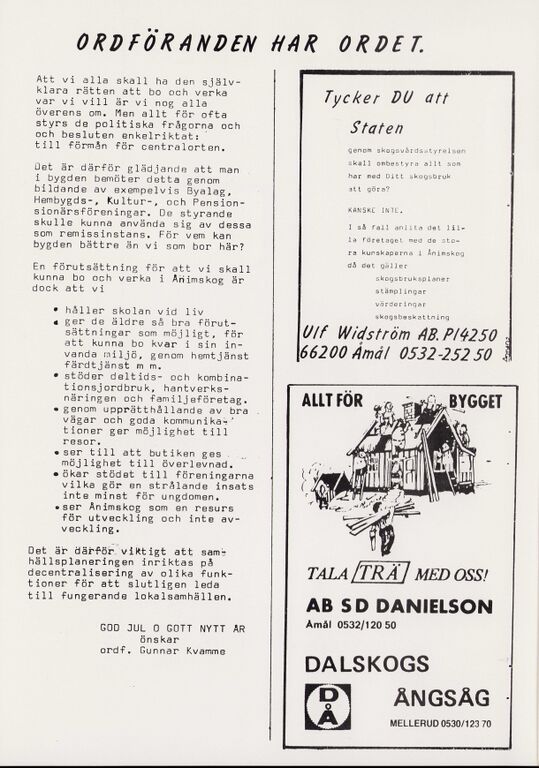 ORDFÖRANDEN HAR ORDET.
Att vi alla skall ha den själv-
klara rätten att bo och verka
var vi vill är vi nog alla
överens om. Men allt för ofta
styrs de politiska frågorna och
och besluten enkelriktat:
till förmån för centralorten.
Det är därför glädjande att man
i bygden bemöter detta genom
bildande av exempelvis Byalag,
Hembygds-, Kultur-, och Pension-
sionärsföreningar. De styrande
skulle kunna använda sig av dessa
som remissinstans. För vem kan
bygden bättre än vi som bor här?
En förutsättning för att vi skall
kunna bo och verka i Ånimskog är
dock att vi
• håller skolan vid liv
• ger de äldre så bra förut-
sättningar som möjligt, för
att kunna bo kvar i sin in-
vanda miljö, genom hemtjänst
färdtjänst m m.
• stöder deltids- och kombina-
tionsjordbruk, hantverks-
näringen och familjeföretag.
• genom upprätthållande av bra
vägar och goda kommunika-
tioner ger möjlighet till
resor.
• ser till att butiken ges
möjlighet till överlevnad.
• ökar stödet till föreningarna
vilka gör en strålande insats
inte minst för ungdomen.
• ser Ånimskog som en resurs
för utveckling och inte av-
veckling.
Det är därför viktigt att sam-
hällsplaneringen inriktas på
decentralisering av olika funk-
tioner för att slutligen leda
till fungerande lokalsamhällen.
GOD JUL O GOTT NYTT ÅR
önskar
ordf. Gunnar Kvamme
Tycker DU att
Staten
genom skogsvårdsstyrelsen
skall ombestyra allt som
har med Ditt skogsbruk
att göra?
KANSKE INTE.
I så fall anlita det lil-
la företaget med de sto-
ra kunskaperna i Ånimskog
då det gäller
skogsbruksplaner
stämplingar
värderingar
skogsbeskattning
Ulf Widström AB. Pl 4250
66200 Åmål 0532-252 50
ALLT FÖR BYGGET
TALA TRÄ MED OSS!
AB S D DANIELSON
Åmål 0532/120 50
DALSKOGS
DÅ
ÅNGSÅG
MELLERUD 0530/123 70